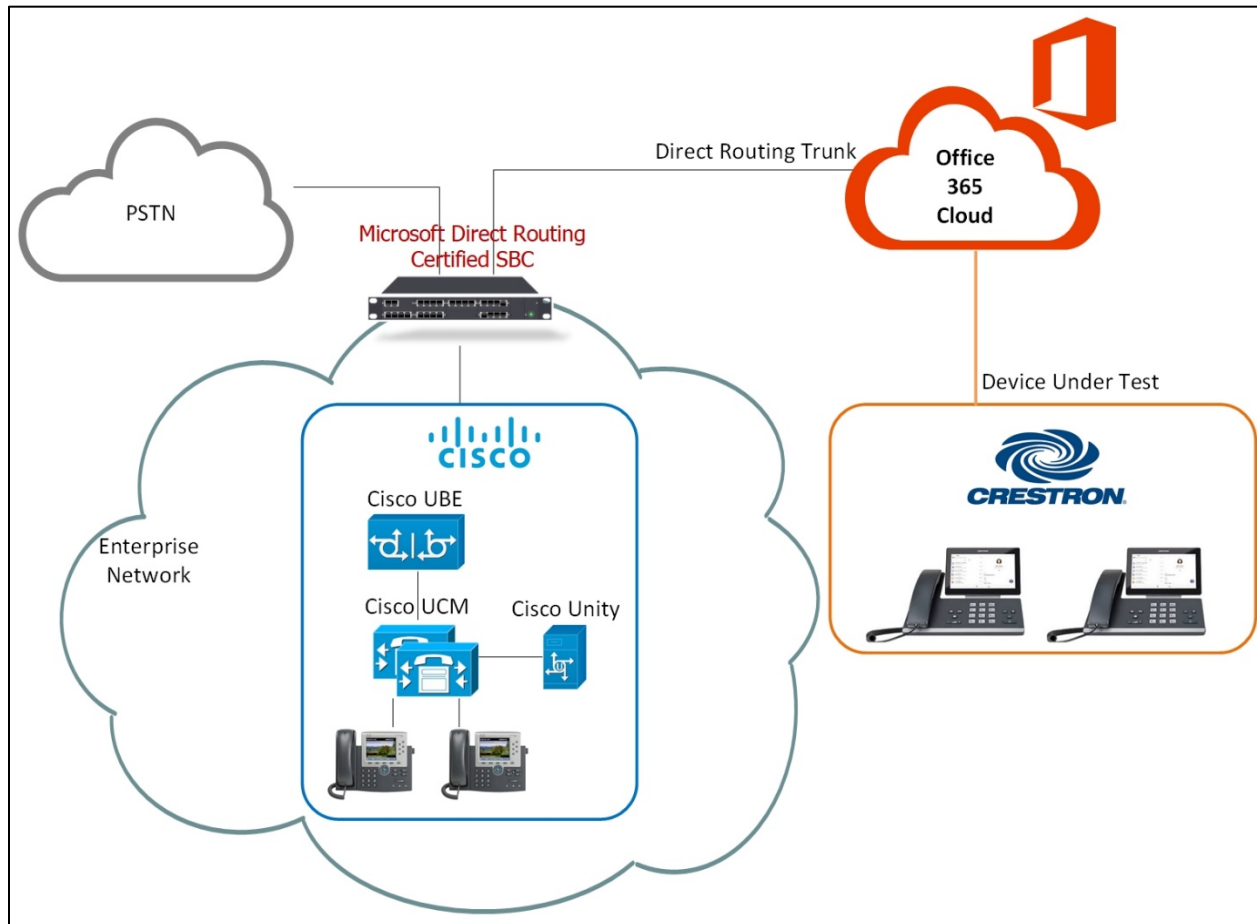 PSTN
Direct Routing Trunk
Office
365
Cloud
Microsoft Direct Routing
Certified SBC
Device Under Test
CISCO
CRESTRON
Cisco UBE
Enterprise
Network
Cisco UCM
Cisco Unity